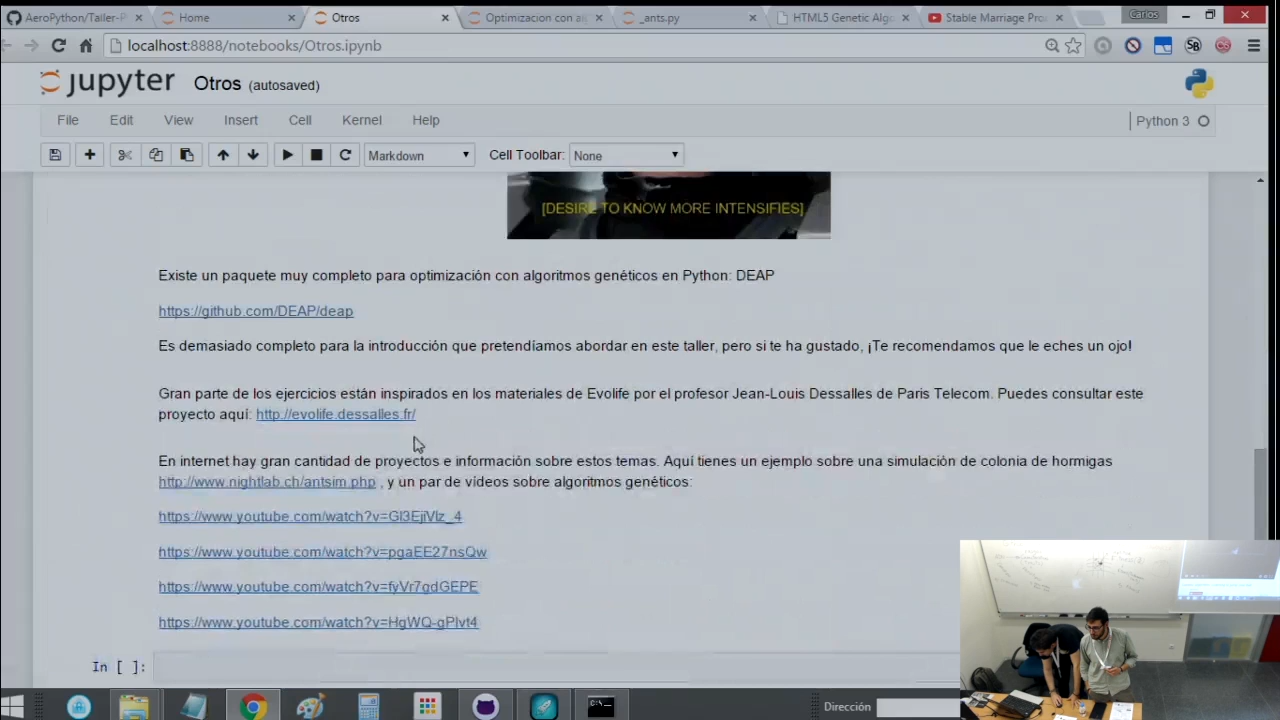 AeroPython/Taller-P
Home
Otros
Optimizacion con al
_ants.py
HTML5 Genetic Algo
Stable Marriage Pro
Carlos
localhost:8888/notebooks/Otros.ipynb
jupyter Otros (autosaved)
File Edit View Insert Cell Kernel Help
Python 3
Markdown Cell Toolbar: None
[DESIRE TO KNOW MORE INTENSIFIES]
Existe un paquete muy completo para optimización con algoritmos genéticos en Python: DEAP
https://github.com/DEAP/deap
Es demasiado completo para la introducción que pretendíamos abordar en este taller, pero si te ha gustado, ¡Te recomendamos que le eches un ojo!
Gran parte de los ejercicios están inspirados en los materiales de Evolife por el profesor Jean-Louis Dessalles de Paris Telecom. Puedes consultar este
proyecto aquí: http://evolife.dessalles.fr/
En internet hay gran cantidad de proyectos e información sobre estos temas. Aquí tienes un ejemplo sobre una simulación de colonia de hormigas
http://www.nightlab.ch/antsim.php , y un par de vídeos sobre algoritmos genéticos:
https://www.youtube.com/watch?v=Gl3EjiVlz_4
https://www.youtube.com/watch?v=pgaEE27nsQw
https://www.youtube.com/watch?v=fyVr7gdGEPE
https://www.youtube.com/watch?v=HgWQ-gPIvt4
In [ ]:
Dirección